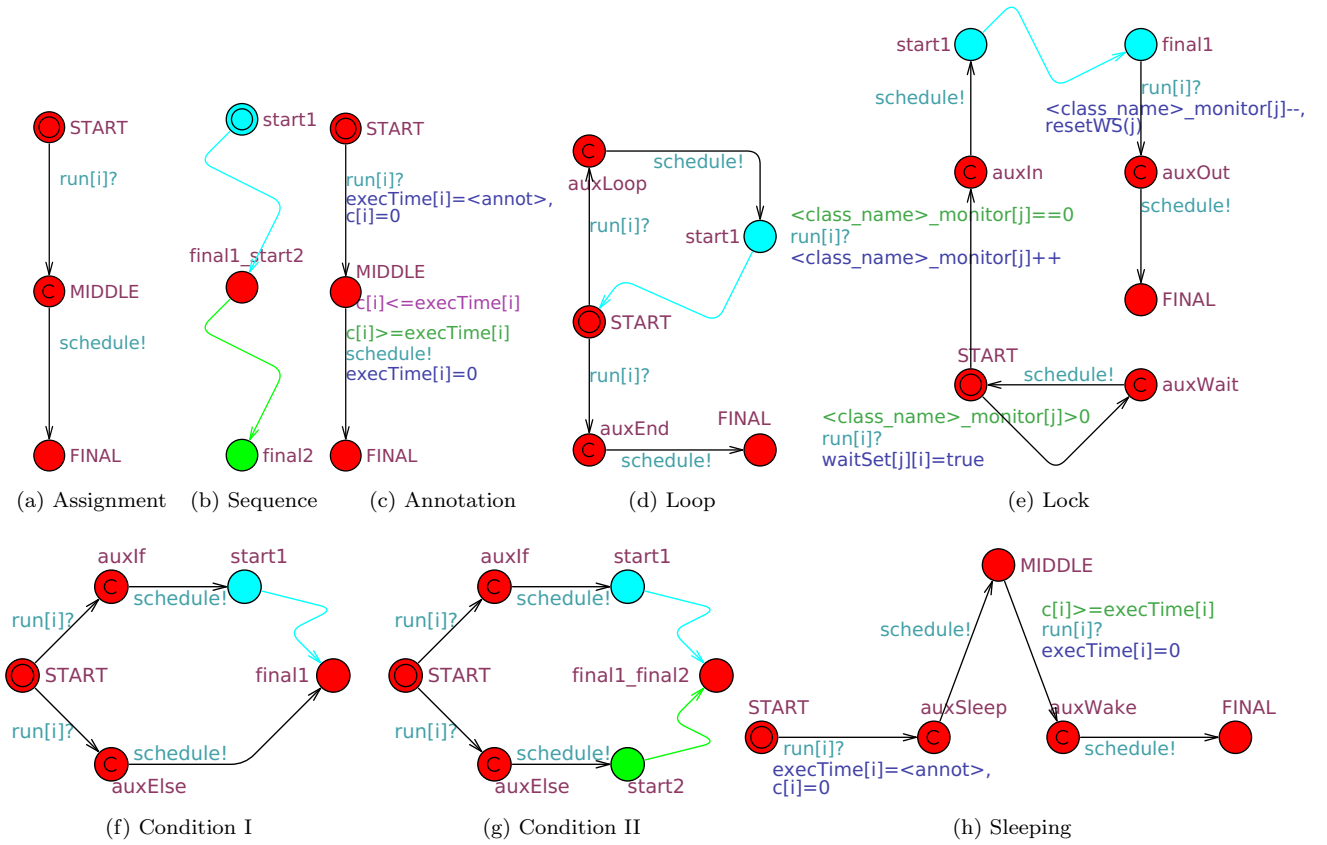 START
run[i]?
C
MIDDLE
schedule!
FINAL
(a) Assignment
start1
final1_start2
final2
(b) Sequence
START
run[i]?
execTime[i]=<annot>,
c[i]=0
MIDDLE
c[i]<=execTime[i]
c[i]>=execTime[i]
schedule!
execTime[i]=0
FINAL
(c) Annotation
C
schedule!
auxLoop
run[i]?
start1
START
run[i]?
auxEnd
C
schedule!
FINAL
(d) Loop
start1
final1
schedule!
run[i]?
<class_name>_monitor[j]--,
resetWS(j)
C
auxIn
C
auxOut
schedule!
<class_name>_monitor[j]==0
run[i]?
<class_name>_monitor[j]++
FINAL
START
schedule!
C
auxWait
<class_name>_monitor[j]>0
run[i]?
waitSet[j][i]=true
(e) Lock
auxIf
start1
C
schedule!
run[i]?
START
final1
run[i]?
schedule!
C
auxElse
(f) Condition I
auxIf
start1
C
schedule!
run[i]?
START
final1_final2
run[i]?
schedule!
C
auxElse
start2
(g) Condition II
MIDDLE
c[i]>=execTime[i]
run[i]?
execTime[i]=0
schedule!
START
auxSleep
auxWake
FINAL
C
C
run[i]?
execTime[i]=<annot>,
c[i]=0
schedule!
(h) Sleeping